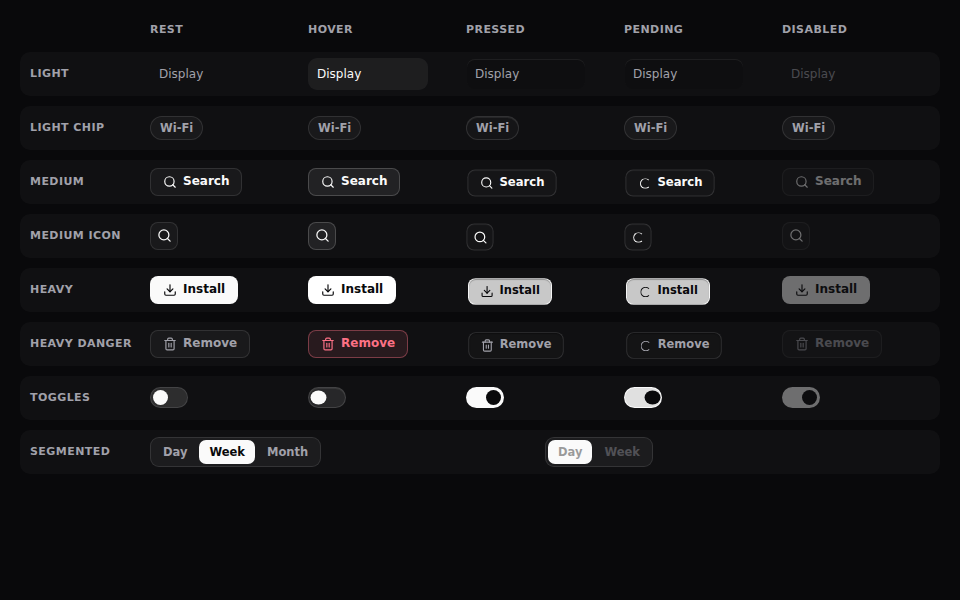 REST HOVER PRESSED PENDING DISABLED
LIGHT Display Display Display Display Display
LIGHT CHIP Wi-Fi Wi-Fi Wi-Fi Wi-Fi Wi-Fi
MEDIUM Search Search Search Search Search
MEDIUM ICON
HEAVY Install Install Install Install Install
HEAVY DANGER Remove Remove Remove Remove Remove
TOGGLES
SEGMENTED Day Week Month Day Week